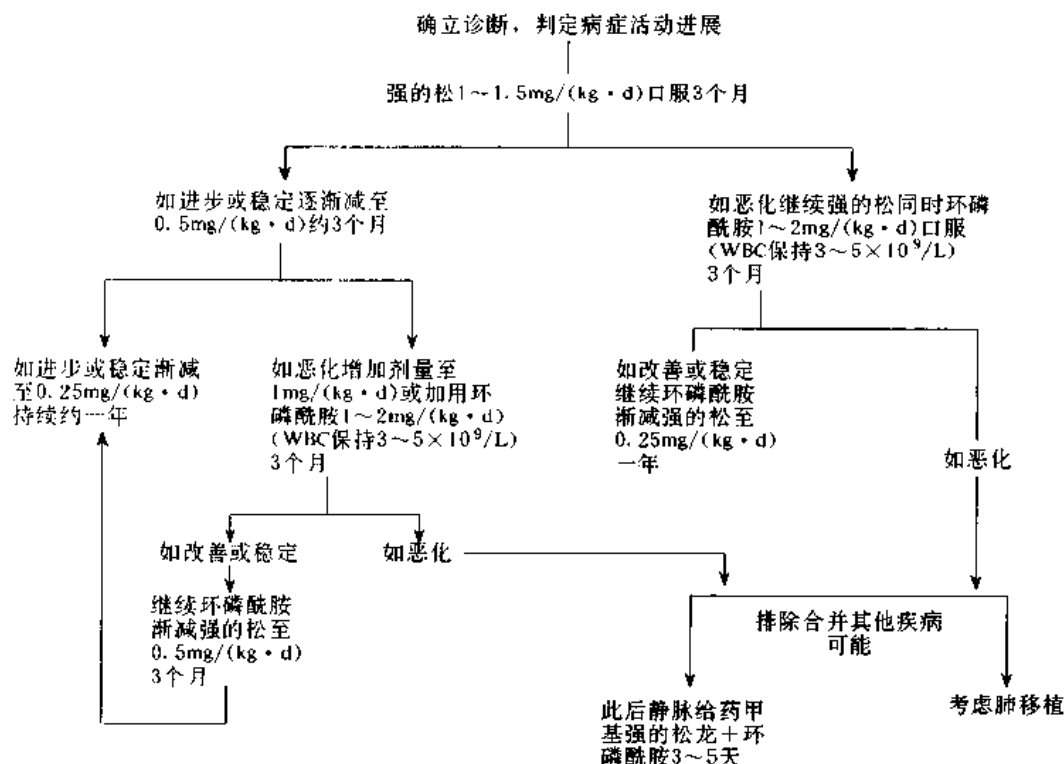 确立诊断，判定病症活动进展
强的松1～1.5mg/(kg·d)口服3个月
如进步或稳定逐渐减至
0.5mg/(kg·d)约3个月
如恶化继续强的松同时环磷
酰胺1～2mg/(kg·d)口服
(WBC保持3～5×10⁹/L)
3个月
如进步或稳定渐减
至0.25mg/(kg·d)
持续约一年
如恶化增加剂量至
1mg/(kg·d)或加用环
磷酰胺1～2mg/(kg·d)
(WBC保持3～5×10⁹/L)
3个月
如改善或稳定
继续环磷酰胺
渐减强的松至
0.25mg/(kg·d)
一年
如恶化
如改善或稳定
如恶化
继续环磷酰胺
渐减强的松至
0.5mg/(kg·d)
3个月
排除合并其他疾病
可能
此后静脉给药甲
基强的松龙＋环
磷酰胺3～5天
考虑肺移植